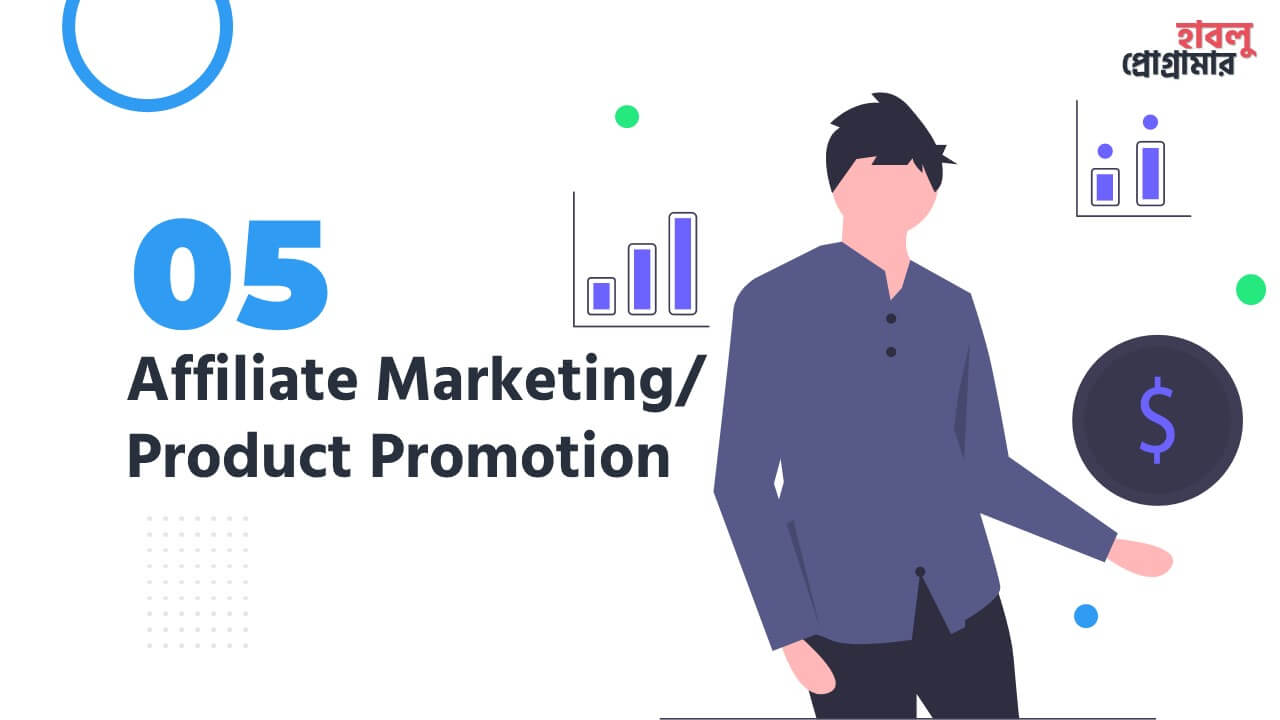 হাবলু
প্রোগ্রামার
05
Affiliate Marketing/
Product Promotion
$